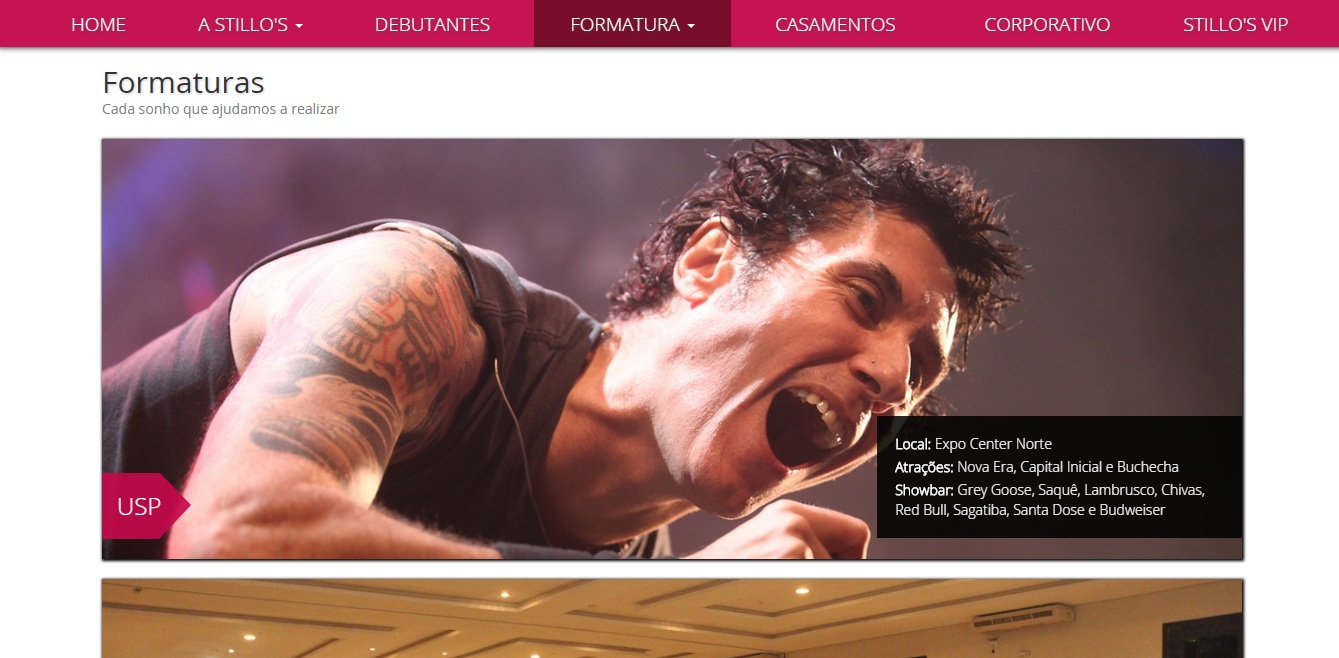 HOME
A STILLO'S
DEBUTANTES
FORMATURA
CASAMENTOS
CORPORATIVO
STILLO'S VIP
Formaturas
Cada sonho que ajudamos a realizar
Local: Expo Center Norte
Atrações: Nova Era, Capital Inicial e Buchecha
Showbar: Grey Goose, Saquê, Lambrusco, Chivas,
Red Bull, Sagatiba, Santa Dose e Budweiser
USP